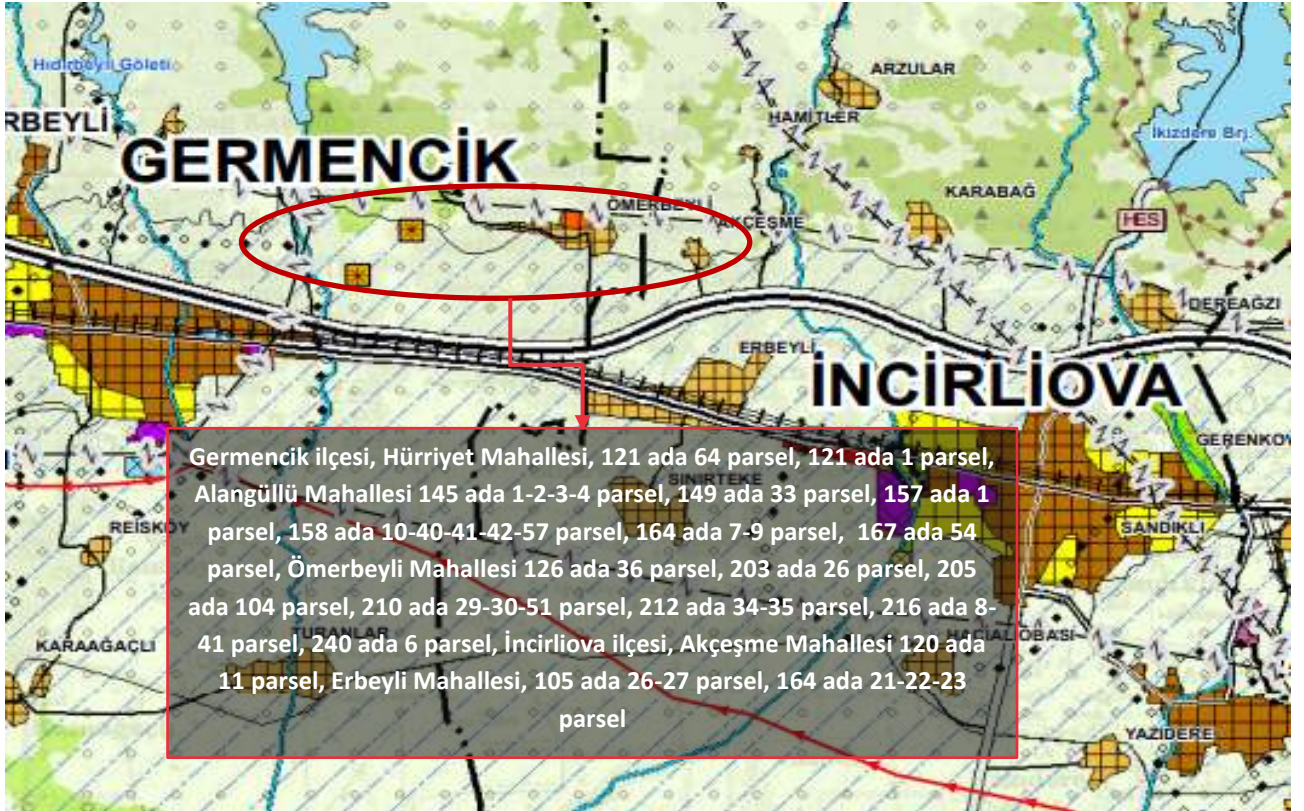 Hıdırbeyli Göleti
ARZULAR
RBEYLİ
HAMİTLER
İkizdere Brj.
GERMENCİK
KARABAĞ
ÖMERBEYLİ
HES
AKÇEŞME
DEREAĞZI
ERBEYLİ
İNCİRLİOVA
GERENKÖY
Germencik ilçesi, Hürriyet Mahallesi, 121 ada 64 parsel, 121 ada 1 parsel,
Alangüllü Mahallesi 145 ada 1-2-3-4 parsel, 149 ada 33 parsel, 157 ada 1
parsel, 158 ada 10-40-41-42-57 parsel, 164 ada 7-9 parsel, 167 ada 54
parsel, Ömerbeyli Mahallesi 126 ada 36 parsel, 203 ada 26 parsel, 205
ada 104 parsel, 210 ada 29-30-51 parsel, 212 ada 34-35 parsel, 216 ada 8-
41 parsel, 240 ada 6 parsel, İncirliova ilçesi, Akçeşme Mahallesi 120 ada
11 parsel, Erbeyli Mahallesi, 105 ada 26-27 parsel, 164 ada 21-22-23
parsel
SINIRTEKE
REİSKÖY
SANDIKLI
KARAAĞAÇLI
TURANLAR
HACIALİOBASI
YAZIDERE